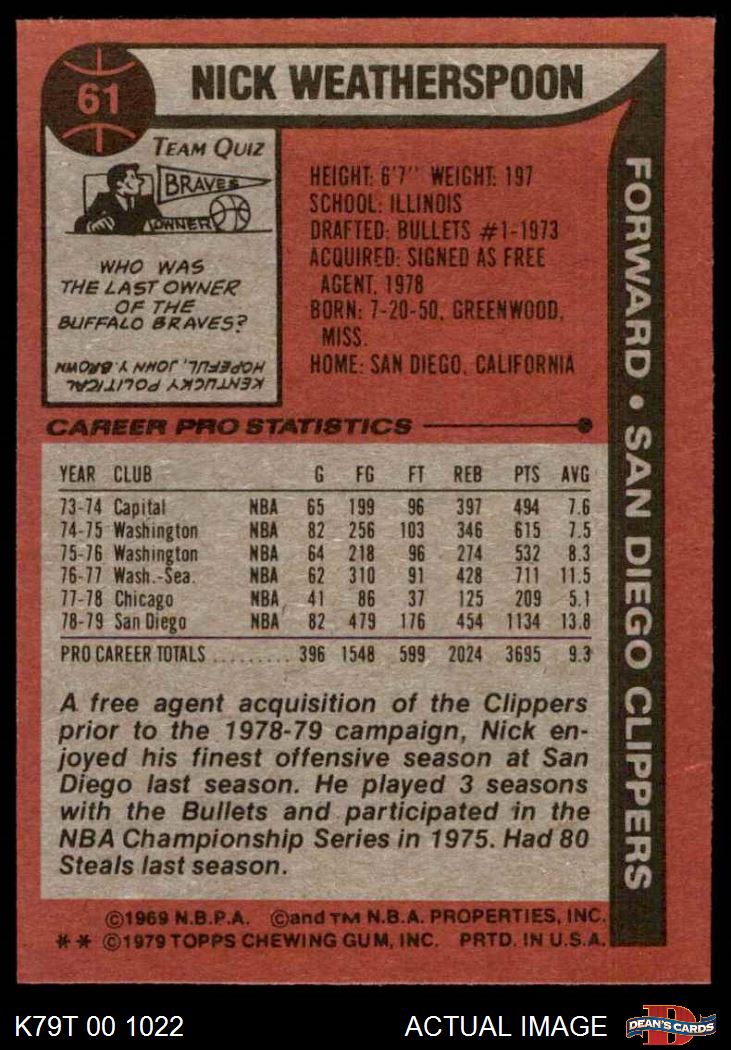 61
NICK WEATHERSPOON
TEAM QUIZ
BRAVES
OWNER
WHO WAS
THE LAST OWNER
OF THE
BUFFALO BRAVES?
KENTUCKY POLITICAL
HOPEFUL, JOHN Y. BROWN
HEIGHT: 6'7" WEIGHT: 197
SCHOOL: ILLINOIS
DRAFTED: BULLETS #1-1973
ACQUIRED: SIGNED AS FREE
AGENT, 1978
BORN: 7-20-50, GREENWOOD,
MISS.
HOME: SAN DIEGO, CALIFORNIA
FORWARD • SAN DIEGO CLIPPERS
CAREER PRO STATISTICS
YEAR CLUB G FG FT REB PTS AVG
73-74 Capital NBA 65 199 96 397 494 7.6
74-75 Washington NBA 82 256 103 346 615 7.5
75-76 Washington NBA 64 218 96 274 532 8.3
76-77 Wash.-Sea. NBA 62 310 91 428 711 11.5
77-78 Chicago NBA 41 86 37 125 209 5.1
78-79 San Diego NBA 82 479 176 454 1134 13.8
PRO CAREER TOTALS ......... 396 1548 599 2024 3695 9.3
A free agent acquisition of the Clippers
prior to the 1978-79 campaign, Nick en-
joyed his finest offensive season at San
Diego last season. He played 3 seasons
with the Bullets and participated in the
NBA Championship Series in 1975. Had 80
Steals last season.
©1969 N.B.P.A. ©and TM N.B.A. PROPERTIES, INC.
** ©1979 TOPPS CHEWING GUM, INC. PRTD. IN U.S.A.
K79T 00 1022 ACTUAL IMAGE
D
DEAN'S CARDS